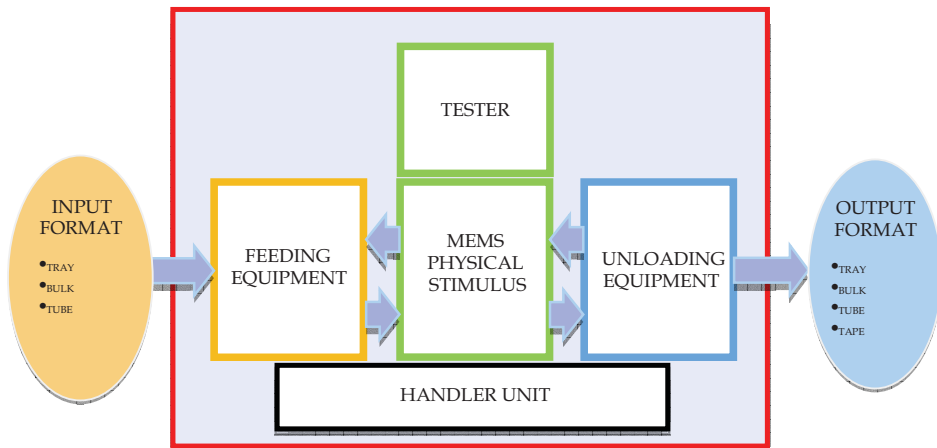 TESTER
INPUT
FORMAT
•TRAY
•BULK
•TUBE
FEEDING
EQUIPMENT
MEMS
PHYSICAL
STIMULUS
UNLOADING
EQUIPMENT
OUTPUT
FORMAT
•TRAY
•BULK
•TUBE
•TAPE
HANDLER UNIT